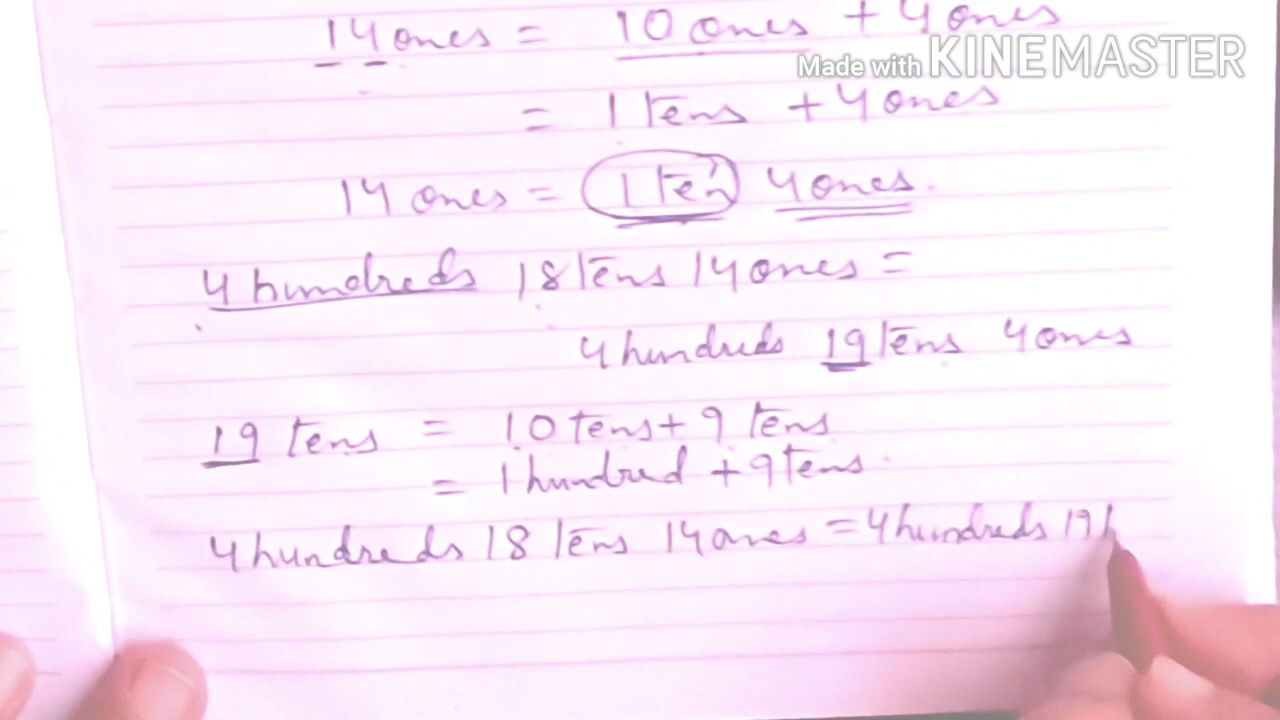 14 ones = 10 ones + 4 ones
Made with KINEMASTER
= 1 tens + 4 ones
14 ones = 1 ten 4 ones.
4 hundreds 18 tens 14 ones =
4 hundreds 19 tens 4 ones
19 tens = 10 tens + 9 tens
= 1 hundred + 9 tens.
4 hundreds 18 tens 14 ones = 4 hundreds 19 t